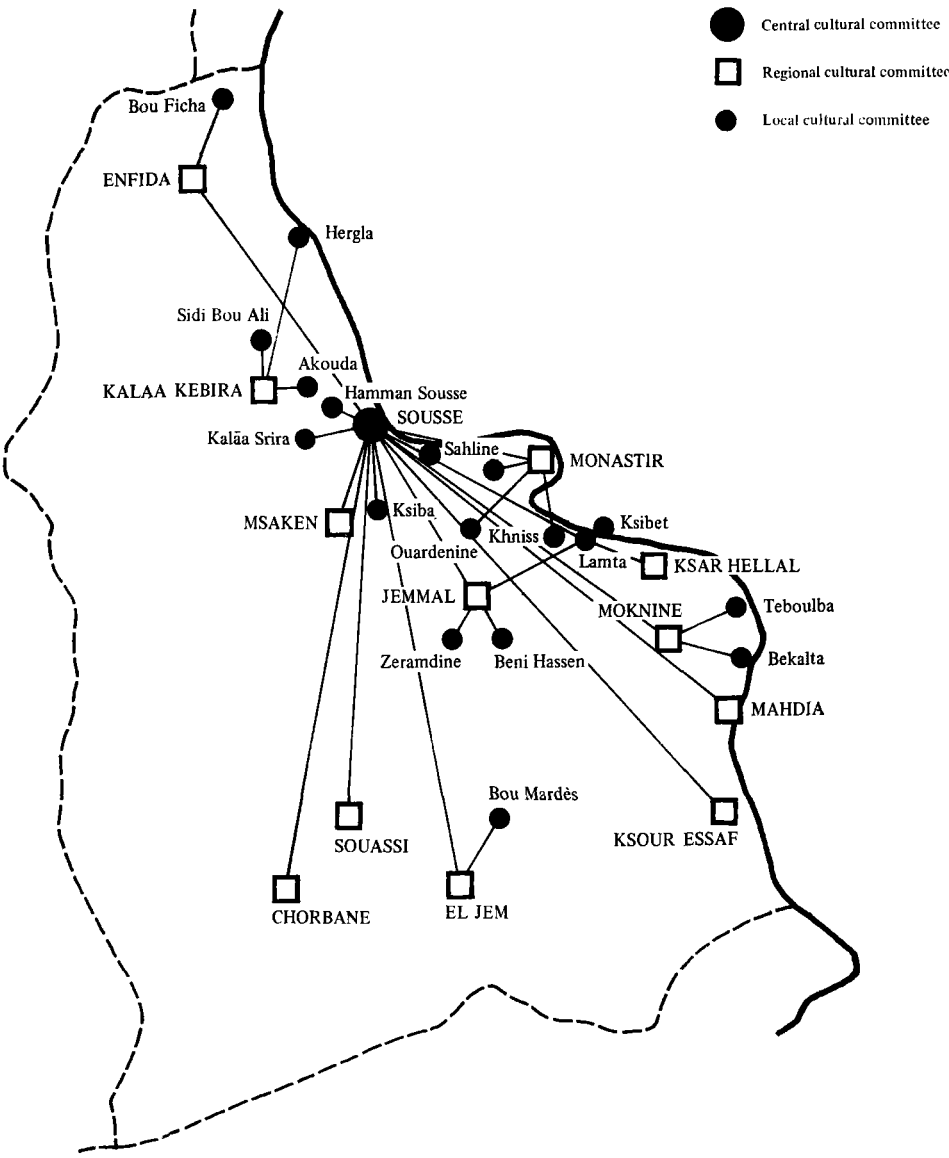 Central cultural committee
Regional cultural committee
Local cultural committee
Bou Ficha
ENFIDA
Hergla
Sidi Bou Ali
Akouda
KALAA KEBIRA
Hamman Sousse
SOUSSE
Kalāa Srira
Sahline
MONASTIR
MSAKEN
Ksiba
Ouardenine
Khniss
Ksibet
Lamta
KSAR HELLAL
JEMMAL
MOKNINE
Teboulba
Zeramdine
Beni Hassen
Bekalta
MAHDIA
Bou Mardès
SOUASSI
KSOUR ESSAF
CHORBANE
EL JEM